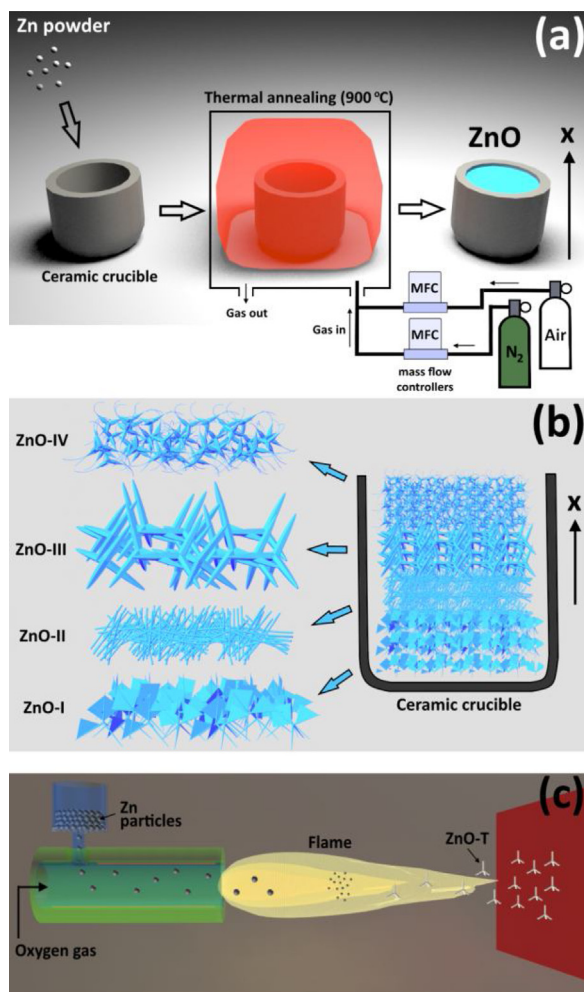 (a)
Zn powder
Thermal annealing (900 °C)
ZnO
x
Ceramic crucible
Gas out
Gas in
MFC
MFC
mass flow
controllers
N₂
Air
(b)
ZnO-IV
ZnO-III
ZnO-II
ZnO-I
x
Ceramic crucible
(c)
Zn
particles
Flame
ZnO-T
Oxygen gas